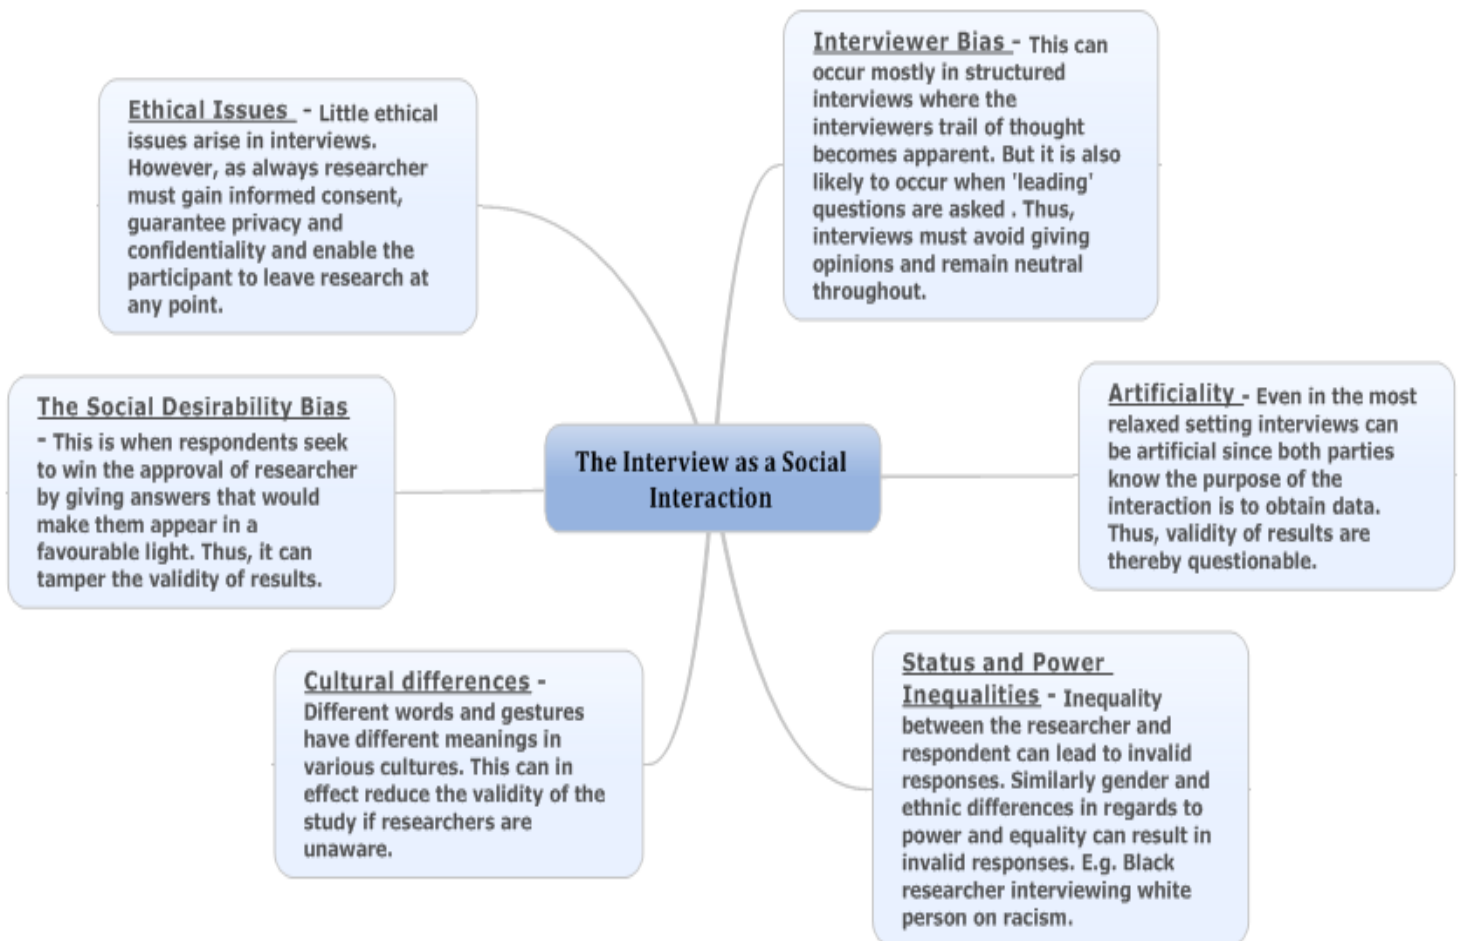 The Interview as a Social
Interaction
Ethical Issues - Little ethical
issues arise in interviews.
However, as always researcher
must gain informed consent,
guarantee privacy and
confidentiality and enable the
participant to leave research at
any point.
Interviewer Bias - This can
occur mostly in structured
interviews where the
interviewers trail of thought
becomes apparent. But it is also
likely to occur when 'leading'
questions are asked . Thus,
interviews must avoid giving
opinions and remain neutral
throughout.
The Social Desirability Bias
- This is when respondents seek
to win the approval of researcher
by giving answers that would
make them appear in a
favourable light. Thus, it can
tamper the validity of results.
Artificiality - Even in the most
relaxed setting interviews can
be artificial since both parties
know the purpose of the
interaction is to obtain data.
Thus, validity of results are
thereby questionable.
Cultural differences -
Different words and gestures
have different meanings in
various cultures. This can in
effect reduce the validity of the
study if researchers are
unaware.
Status and Power
Inequalities - Inequality
between the researcher and
respondent can lead to invalid
responses. Similarly gender and
ethnic differences in regards to
power and equality can result in
invalid responses. E.g. Black
researcher interviewing white
person on racism.